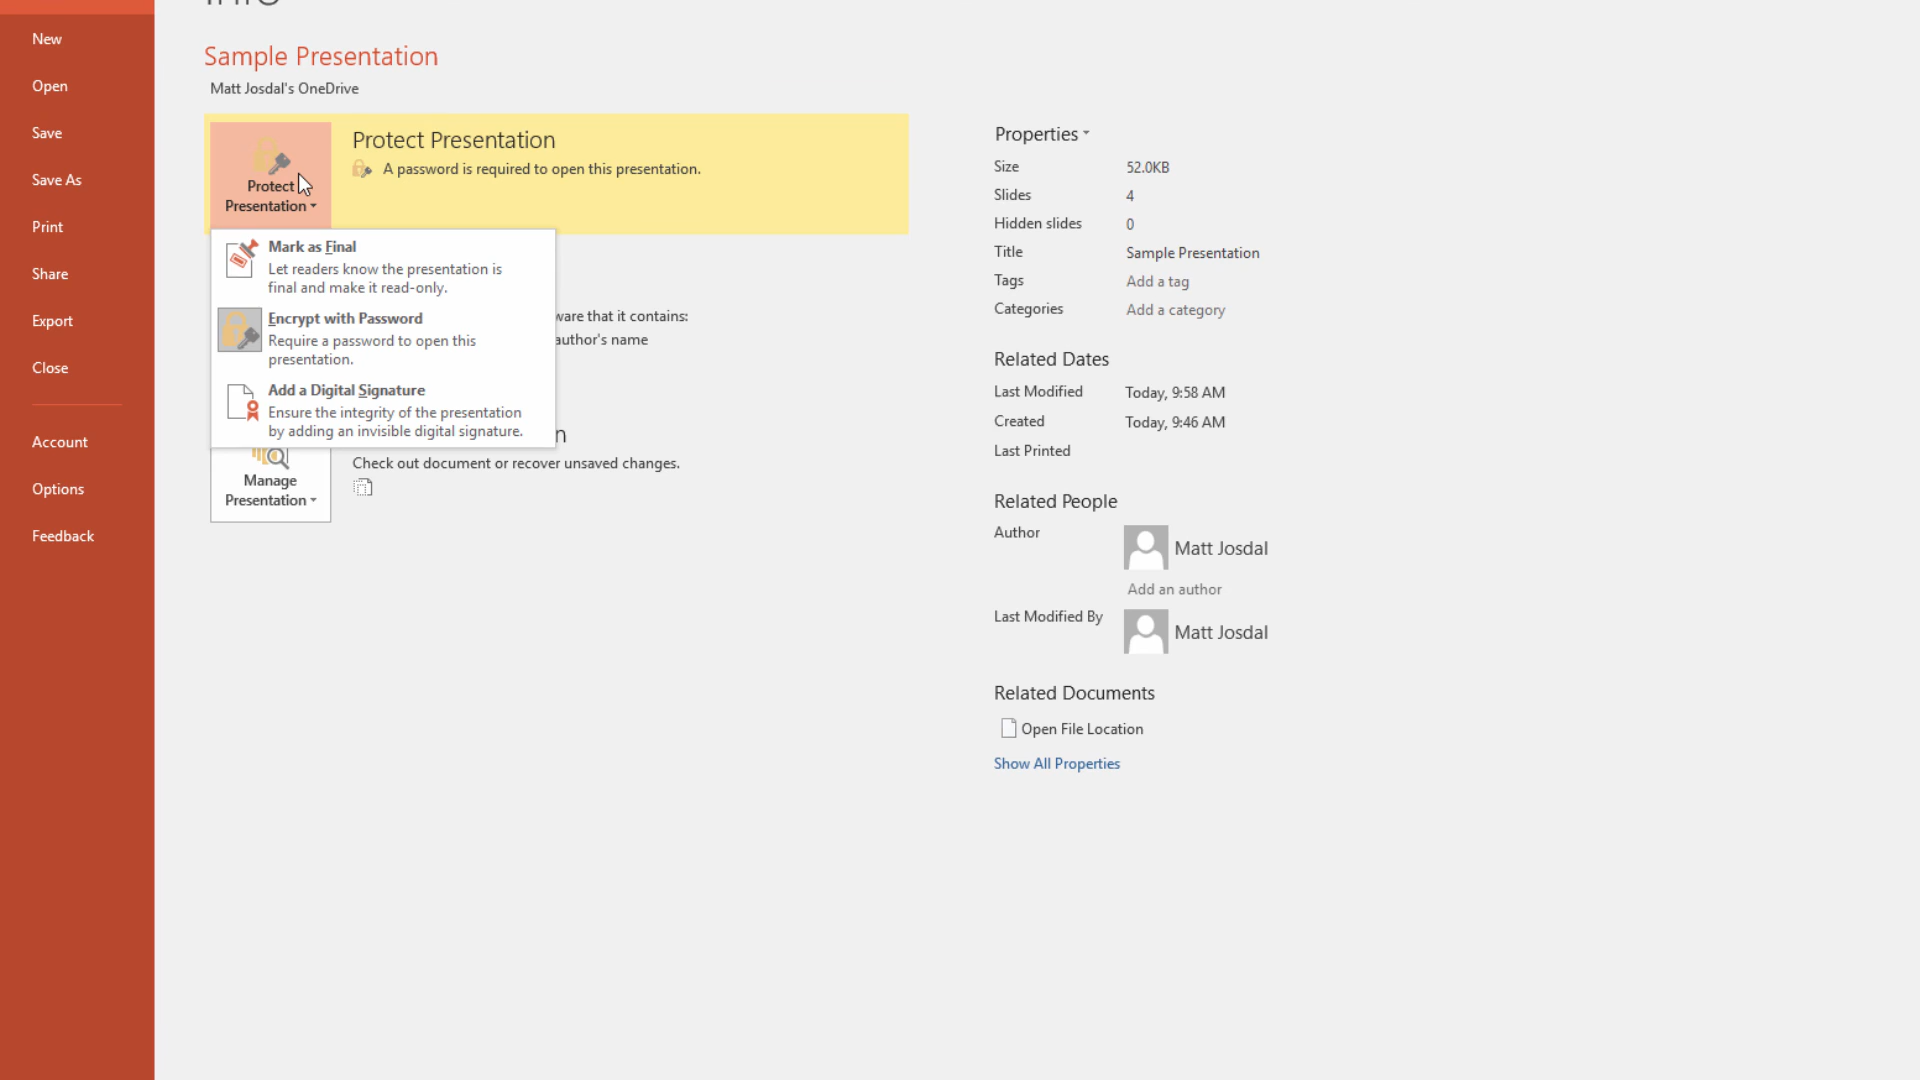 New
Open
Save
Save As
Print
Share
Export
Close
Account
Options
Feedback
Sample Presentation
Matt Josdal's OneDrive
Protect
Presentation
Protect Presentation
A password is required to open this presentation.
Mark as Final
Let readers know the presentation is
final and make it read-only.
Encrypt with Password
Require a password to open this
presentation.
Add a Digital Signature
Ensure the integrity of the presentation
by adding an invisible digital signature.
that it contains:
author's name
Manage
Presentation
Check out document or recover unsaved changes.
Properties
Size 52.0KB
Slides 4
Hidden slides 0
Title Sample Presentation
Tags Add a tag
Categories Add a category
Related Dates
Last Modified Today, 9:58 AM
Created Today, 9:46 AM
Last Printed
Related People
Author Matt Josdal
Add an author
Last Modified By Matt Josdal
Related Documents
Open File Location
Show All Properties